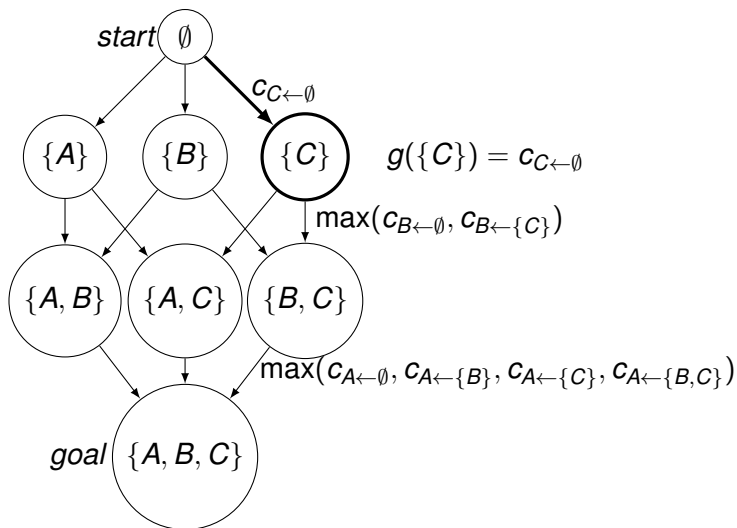 start ∅
c_{C←∅}
{A} {B} {C} g({C}) = c_{C←∅}
max(c_{B←∅}, c_{B←{C}})
{A, B} {A, C} {B, C}
max(c_{A←∅}, c_{A←{B}}, c_{A←{C}}, c_{A←{B,C}})
goal {A, B, C}